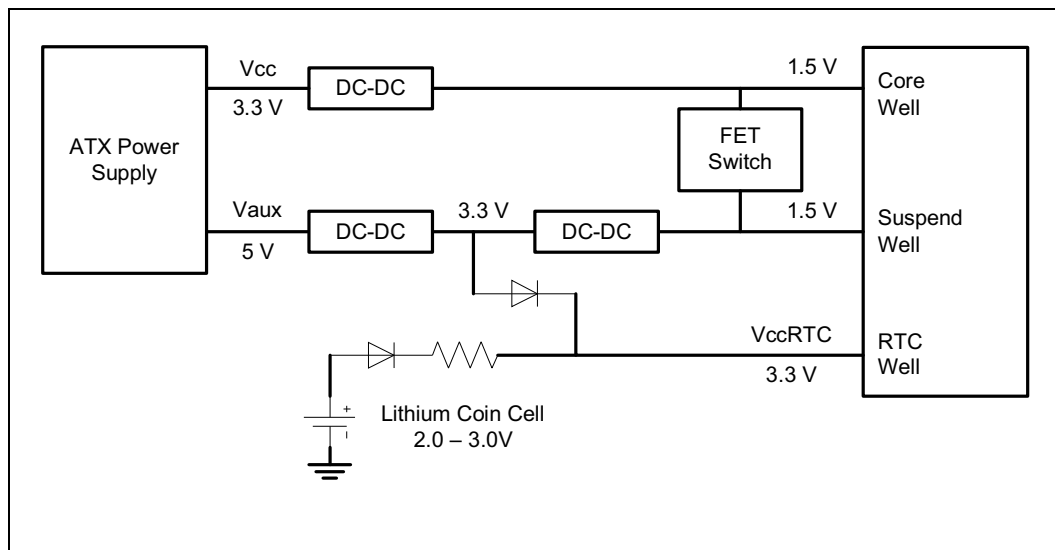 ATX Power
Supply
Vcc
3.3 V
DC-DC
1.5 V
Core
Well
FET
Switch
Vaux
5 V
DC-DC
3.3 V
DC-DC
1.5 V
Suspend
Well
VccRTC
3.3 V
RTC
Well
+
-
Lithium Coin Cell
2.0 – 3.0V